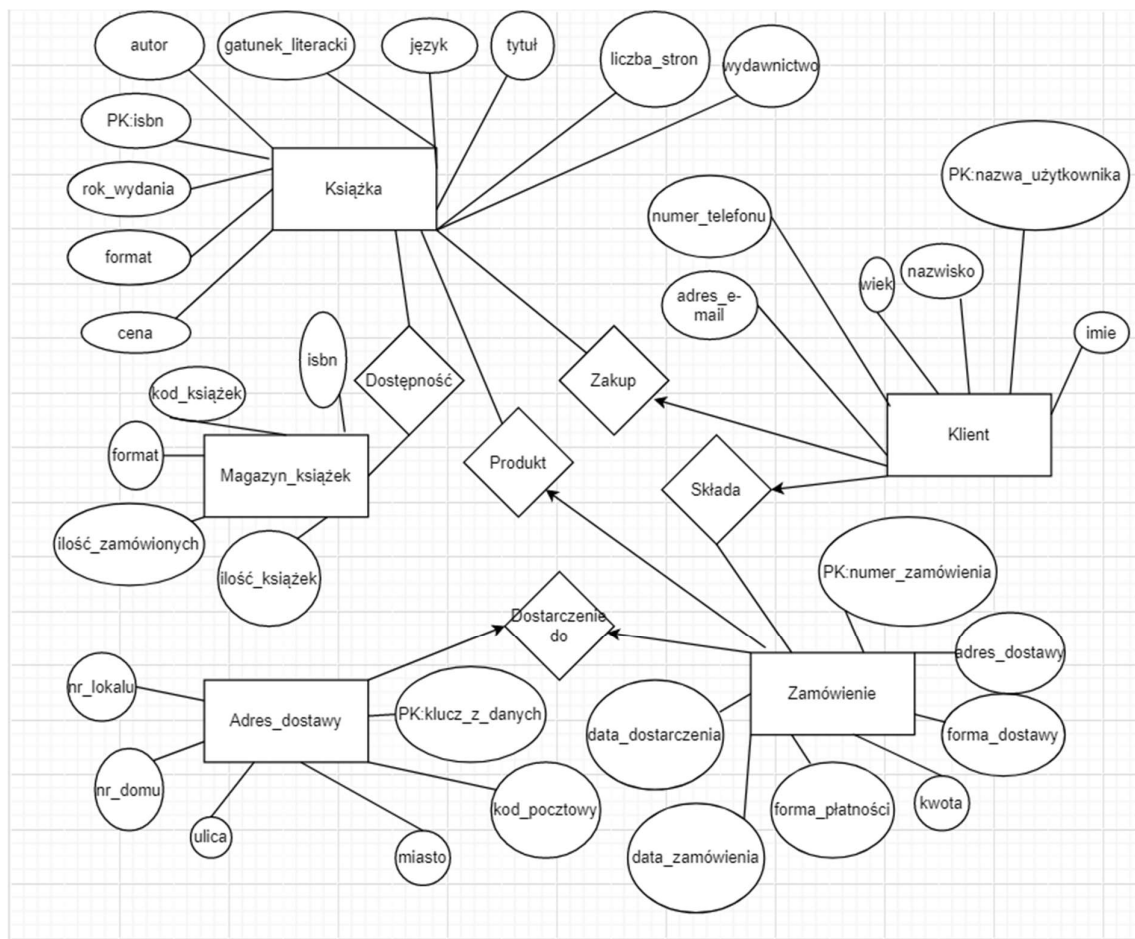 autor
gatunek_literacki
język
tytuł
liczba_stron
wydawnictwo
PK:isbn
rok_wydania
Książka
format
cena
PK:nazwa_użytkownika
numer_telefonu
wiek
nazwisko
adres_e-
mail
imie
isbn
Dostępność
Zakup
kod_książek
Klient
format
Magazyn_książek
Produkt
Składa
ilość_zamówionych
ilość_książek
PK:numer_zamówienia
Dostarczenie
do
adres_dostawy
nr_lokalu
Adres_dostawy
PK:klucz_z_danych
Zamówienie
data_dostarczenia
forma_dostawy
nr_domu
ulica
kod_pocztowy
forma_płatności
kwota
miasto
data_zamówienia